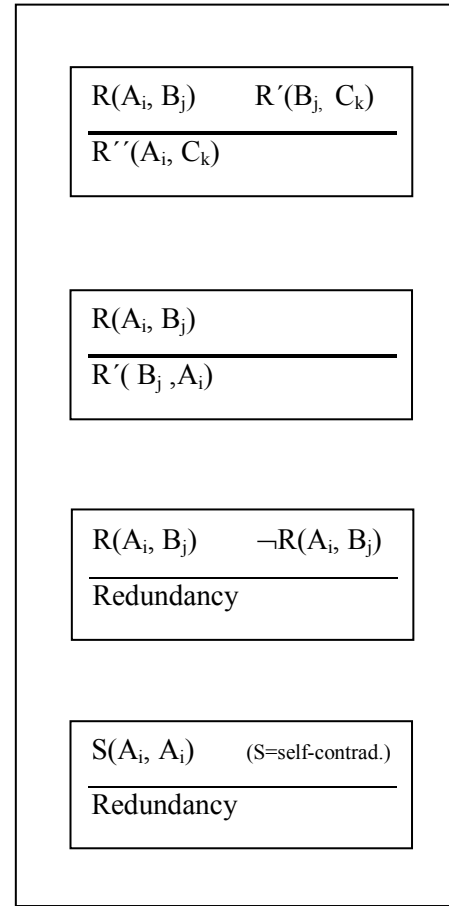 R(Aᵢ, Bⱼ) R´(Bⱼ, Cₖ)
R´´(Aᵢ, Cₖ)
R(Aᵢ, Bⱼ)
R´( Bⱼ ,Aᵢ)
R(Aᵢ, Bⱼ) ¬R(Aᵢ, Bⱼ)
Redundancy
S(Aᵢ, Aᵢ) (S=self-contrad.)
Redundancy